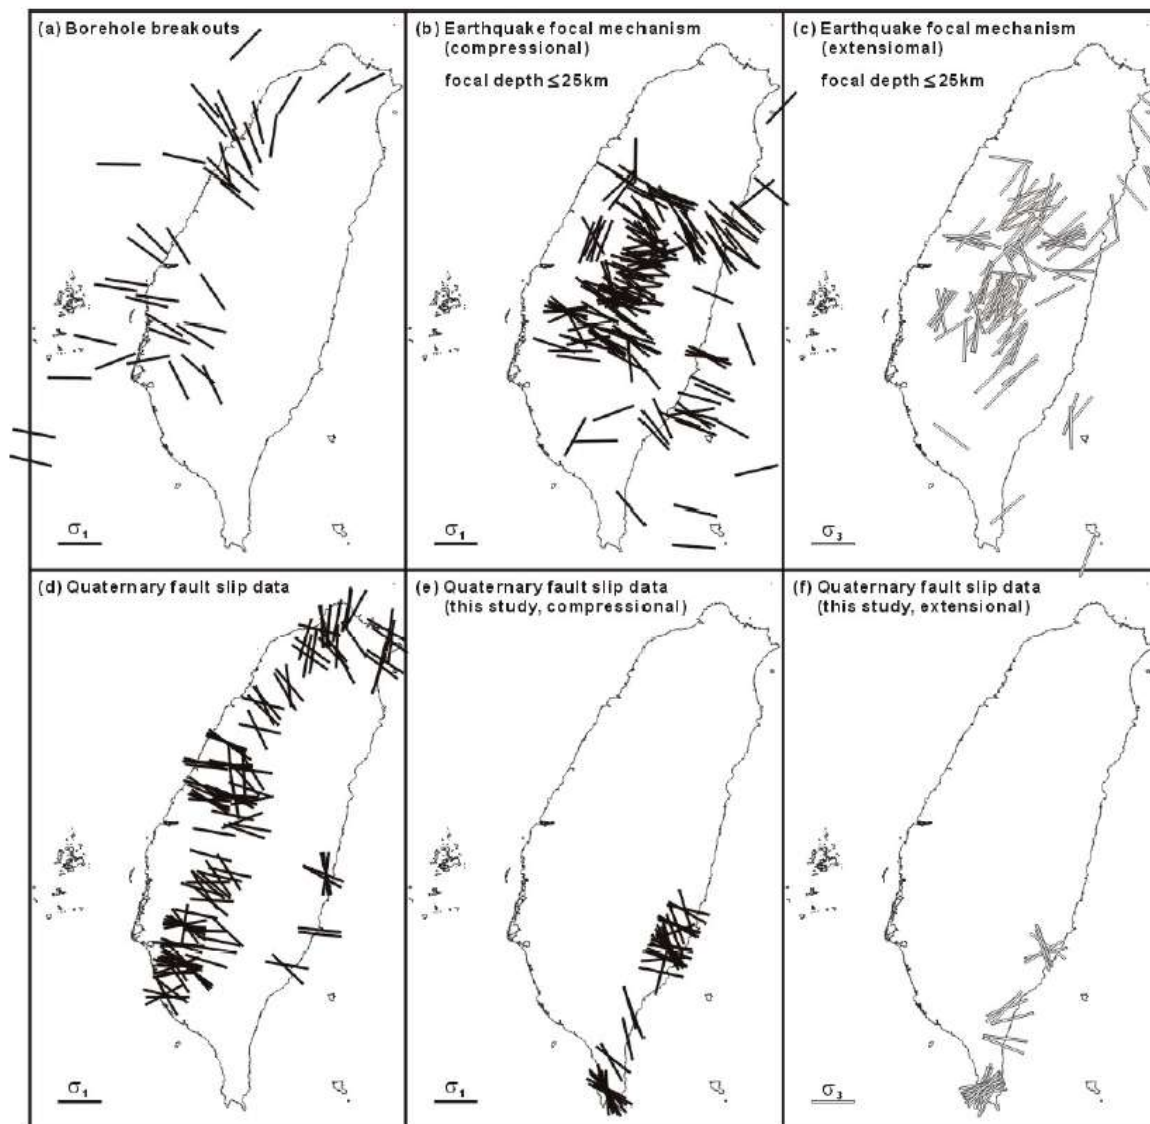 (a) Borehole breakouts
σ1
(b) Earthquake focal mechanism
(compressional)
focal depth ≤25km
σ1
(c) Earthquake focal mechanism
(extensiomal)
focal depth ≤25km
σ3
(d) Quaternary fault slip data
σ1
(e) Quaternary fault slip data
(this study, compressional)
σ1
(f) Quaternary fault slip data
(this study, extensional)
σ3